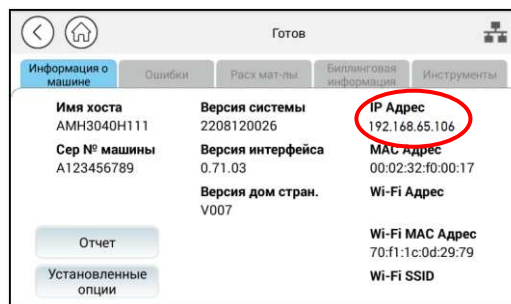 Готов
Информация о
машине
Ошибки
Расх мат-лы
Биллинговая
информация
Инструменты
Имя хоста
AMH3040H111
Сер № машины
A123456789
Версия системы
2208120026
Версия интерфейса
0.71.03
Версия дом стран.
V007
IP Адрес
192.168.65.106
MAC Адрес
00:02:32:f0:00:17
Wi-Fi Адрес
Wi-Fi MAC Адрес
70:f1:1c:0d:29:79
Wi-Fi SSID
Отчет
Установленные
опции